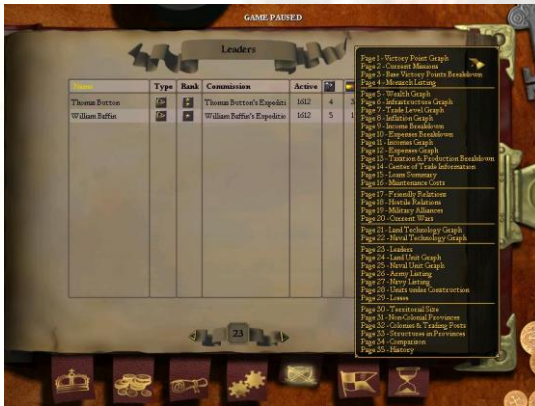 GAME PAUSED
Leaders
Name Type Rank Commission Active
Thomas Button Thomas Button's Expediti 1612 4 3
William Baffin William Baffin's Expeditio 1612 5 1
23
Page 1 - Victory Point Graph
Page 2 - Current Missions
Page 3 - Base Victory Points Breakdown
Page 4 - Monarch Listing
Page 5 - Wealth Graph
Page 6 - Infrastructure Graph
Page 7 - Trade Level Graph
Page 8 - Inflation Graph
Page 9 - Income Breakdown
Page 10 - Expenses Breakdown
Page 11 - Incomes Graph
Page 12 - Expenses Graph
Page 13 - Taxation & Production Breakdown
Page 14 - Center of Trade Information
Page 15 - Loans Summary
Page 16 - Maintenance Costs
Page 17 - Friendly Relations
Page 18 - Hostile Relations
Page 19 - Military Alliances
Page 20 - Current Wars
Page 21 - Land Technology Graph
Page 22 - Naval Technology Graph
Page 23 - Leaders
Page 24 - Land Unit Graph
Page 25 - Naval Unit Graph
Page 26 - Army Listing
Page 27 - Navy Listing
Page 28 - Units under Construction
Page 29 - Losses
Page 30 - Territorial Size
Page 31 - Non-Colonial Provinces
Page 32 - Colonies & Trading Posts
Page 33 - Structures in Provinces
Page 34 - Comparison
Page 35 - History